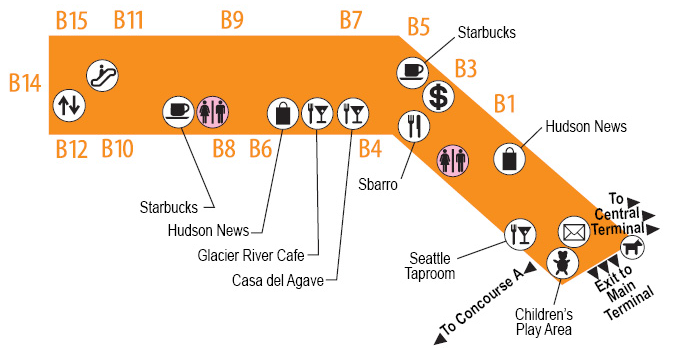 B15
B11
B9
B7
B5
Starbucks
B3
B14
$
B1
Hudson News
B12
B10
B8
B6
B4
Sbarro
Starbucks
Hudson News
Glacier River Cafe
Casa del Agave
Seattle
Taproom
To
Central
Terminal
To Concourse A
Exit to
Main
Terminal
Children's
Play Area